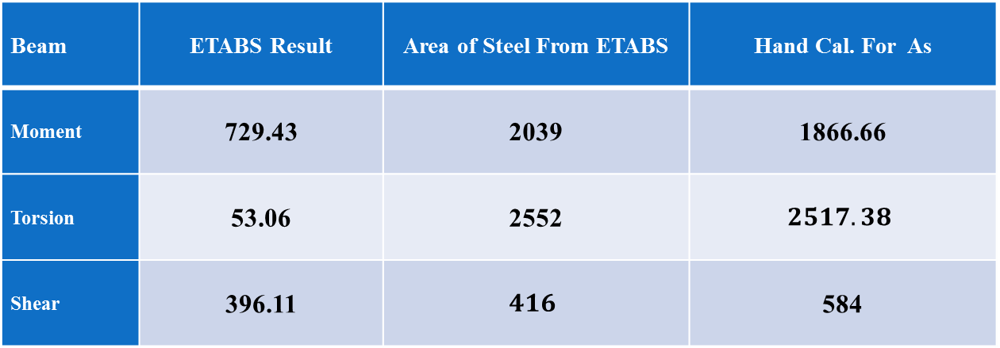 Beam ETABS Result Area of Steel From ETABS Hand Cal. For As
Moment 729.43 2039 1866.66
Torsion 53.06 2552 2517.38
Shear 396.11 416 584